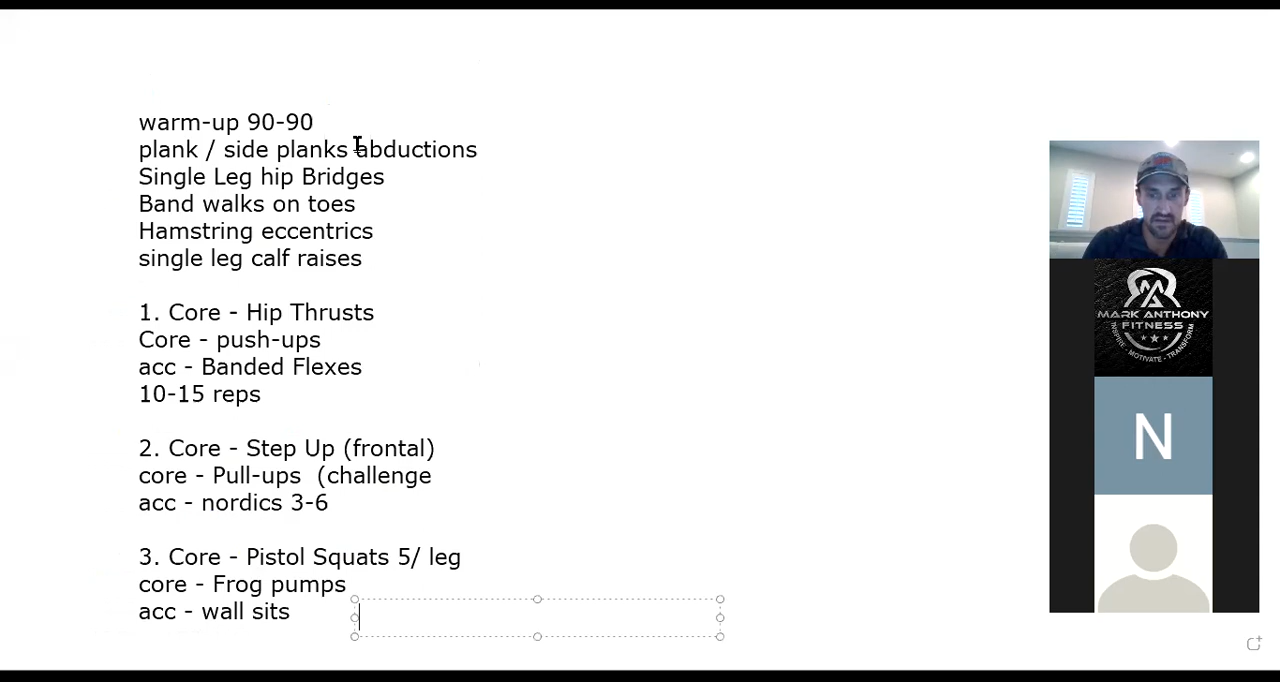 warm-up 90-90
plank / side planks abductions
Single Leg hip Bridges
Band walks on toes
Hamstring eccentrics
single leg calf raises
1. Core - Hip Thrusts
Core - push-ups
acc - Banded Flexes
10-15 reps
2. Core - Step Up (frontal)
core - Pull-ups  (challenge
acc - nordics 3-6
3. Core - Pistol Squats 5/ leg
core - Frog pumps
acc - wall sits
MARK ANTHONY
FITNESS
INSPIRE - MOTIVATE - TRANSFORM
N